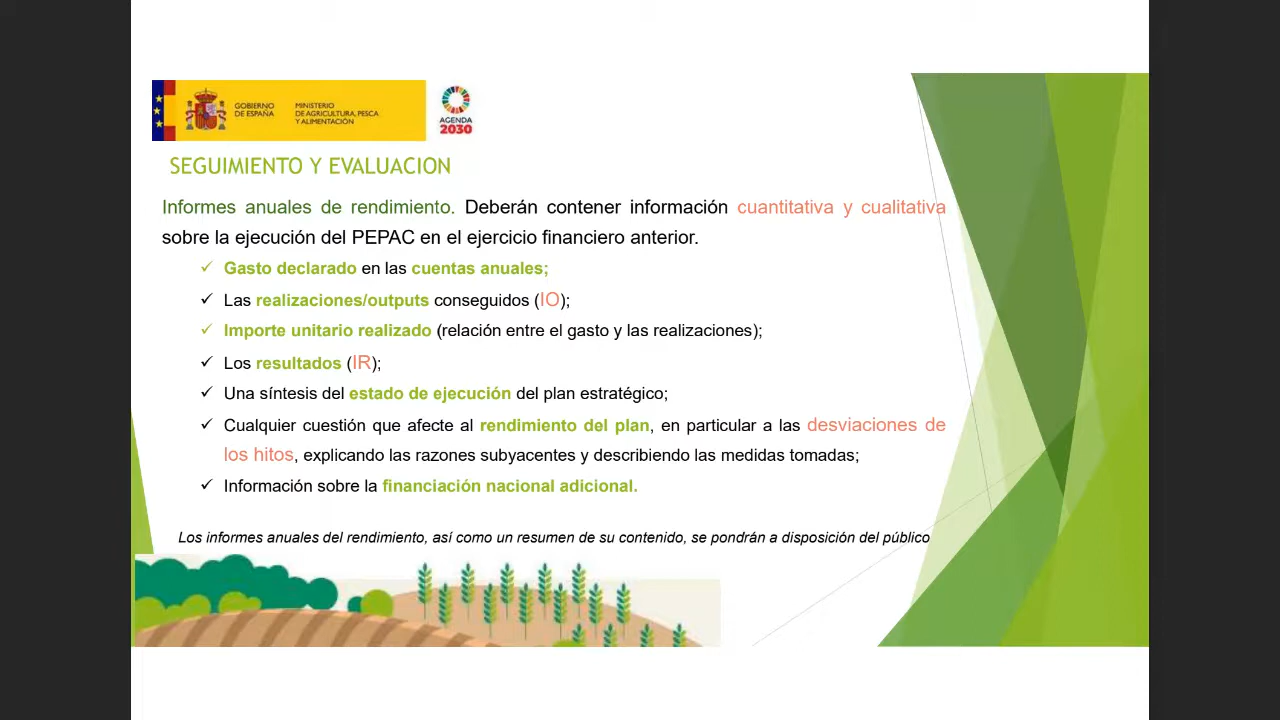 GOBIERNO
DE ESPAÑA
MINISTERIO
DE AGRICULTURA, PESCA
Y ALIMENTACIÓN
AGENDA
2030
SEGUIMIENTO Y EVALUACION
Informes anuales de rendimiento. Deberán contener información cuantitativa y cualitativa
sobre la ejecución del PEPAC en el ejercicio financiero anterior.
✓ Gasto declarado en las cuentas anuales;
✓ Las realizaciones/outputs conseguidos (IO);
✓ Importe unitario realizado (relación entre el gasto y las realizaciones);
✓ Los resultados (IR);
✓ Una síntesis del estado de ejecución del plan estratégico;
✓ Cualquier cuestión que afecte al rendimiento del plan, en particular a las desviaciones de
los hitos, explicando las razones subyacentes y describiendo las medidas tomadas;
✓ Información sobre la financiación nacional adicional.
Los informes anuales del rendimiento, así como un resumen de su contenido, se pondrán a disposición del público